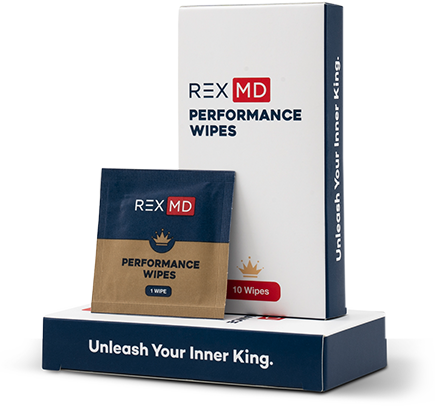 REX MD
PERFORMANCE
WIPES
Unleash Your Inner King.
10 Wipes
REX MD
PERFORMANCE
WIPES
1 WIPE
Unleash Your Inner King.